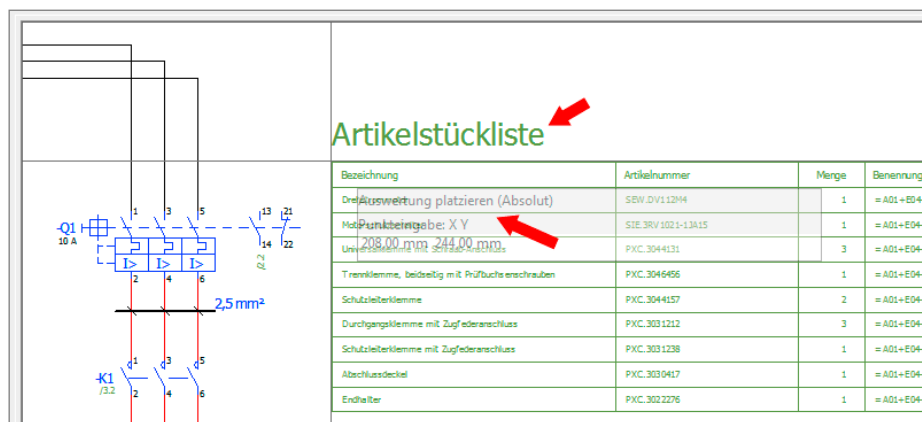 Artikelstückliste
Bezeichnung Artikelnummer Menge Benennung
Auswertung platzieren (Absolut)
SEW.DV112M4 1 =A01+E04
Punkteingabe: X Y
SIE.3RV1021-1JA15 1 =A01+E04
208.00 mm 244.00 mm
PXC.3044131 3 =A01+E04
Trennklemme, beidseitig mit Prüfbuchsenschrauben PXC.3046456 1 =A01+E04
Schutzleiterklemme PXC.3044157 2 =A01+E04
Durchgangsklemme mit Zugfederanschluss PXC.3031212 3 =A01+E04
Schutzleiterklemme mit Zugfederanschluss PXC.3031238 1 =A01+E04
Abschlussdeckel PXC.3030417 1 =A01+E04
Endhalter PXC.3022276 1 =A01+E04
1 3 5 13 21
-Q1
10 A
14 22
/2.2
I> I> I>
2 4 6
2,5 mm²
1 3 5
-K1
/3.2
2 4 6